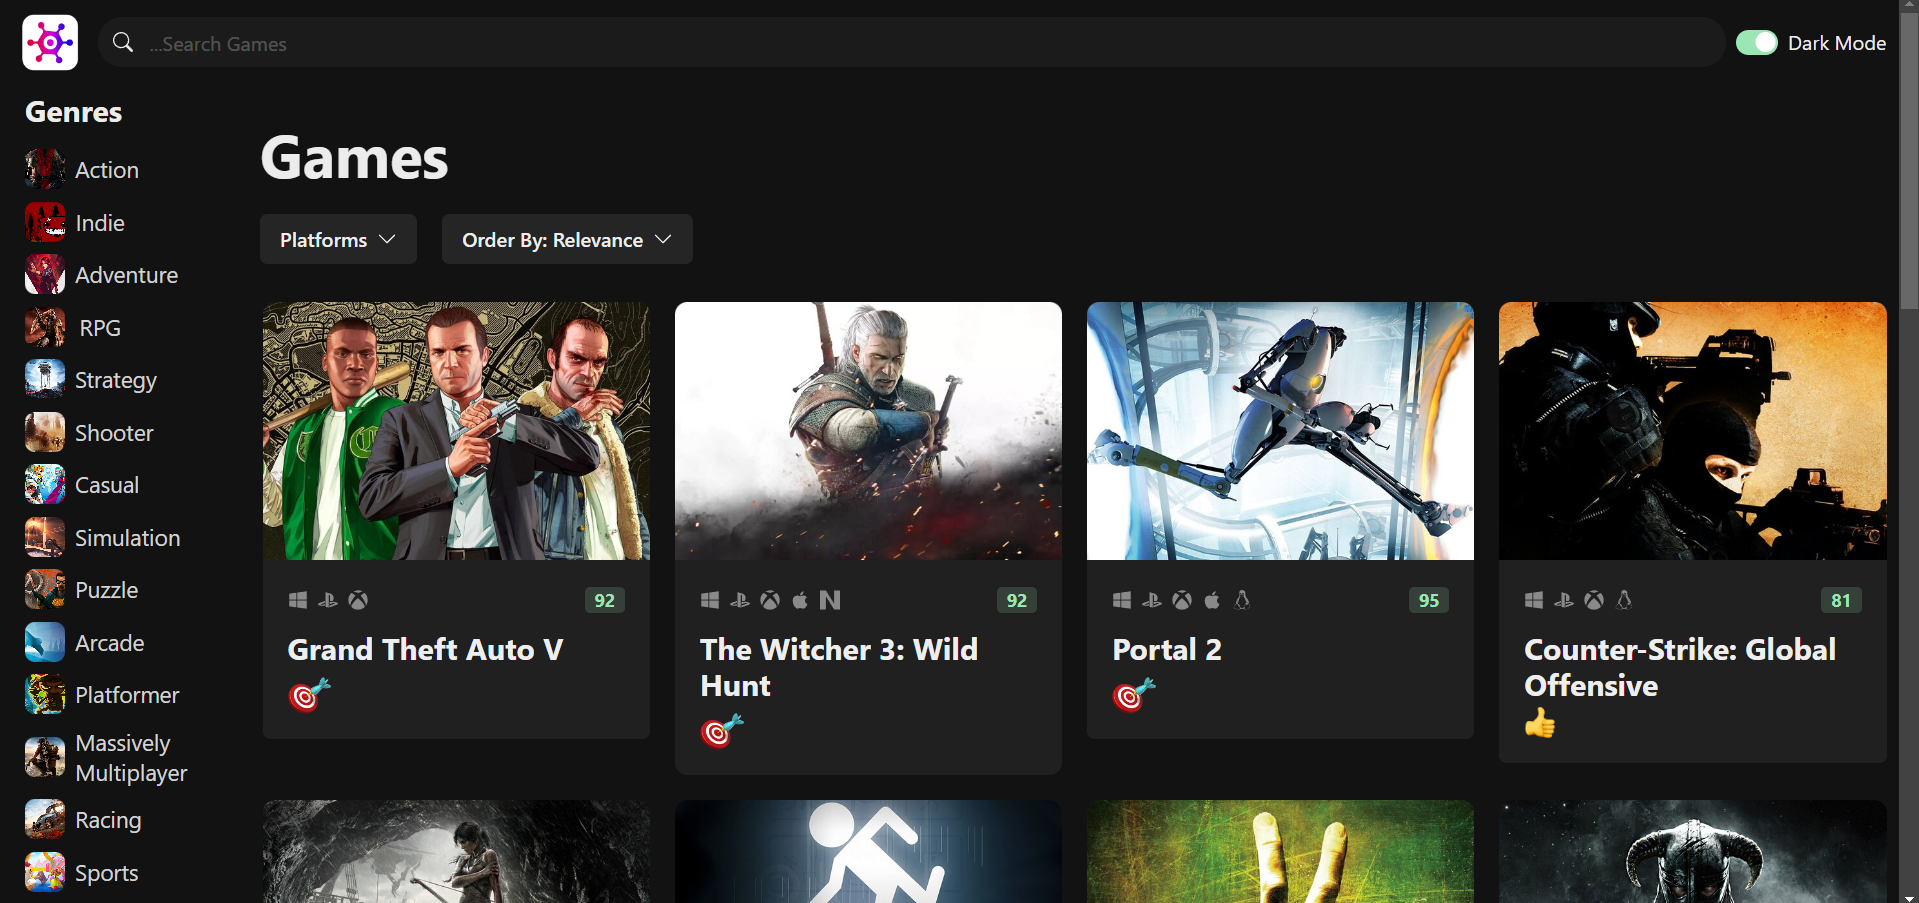 ...Search Games
Dark Mode
Genres
Action
Indie
Adventure
RPG
Strategy
Shooter
Casual
Simulation
Puzzle
Arcade
Platformer
Massively
Multiplayer
Racing
Sports
Games
Platforms
Order By: Relevance
92
Grand Theft Auto V
92
The Witcher 3: Wild
Hunt
95
Portal 2
81
Counter-Strike: Global
Offensive